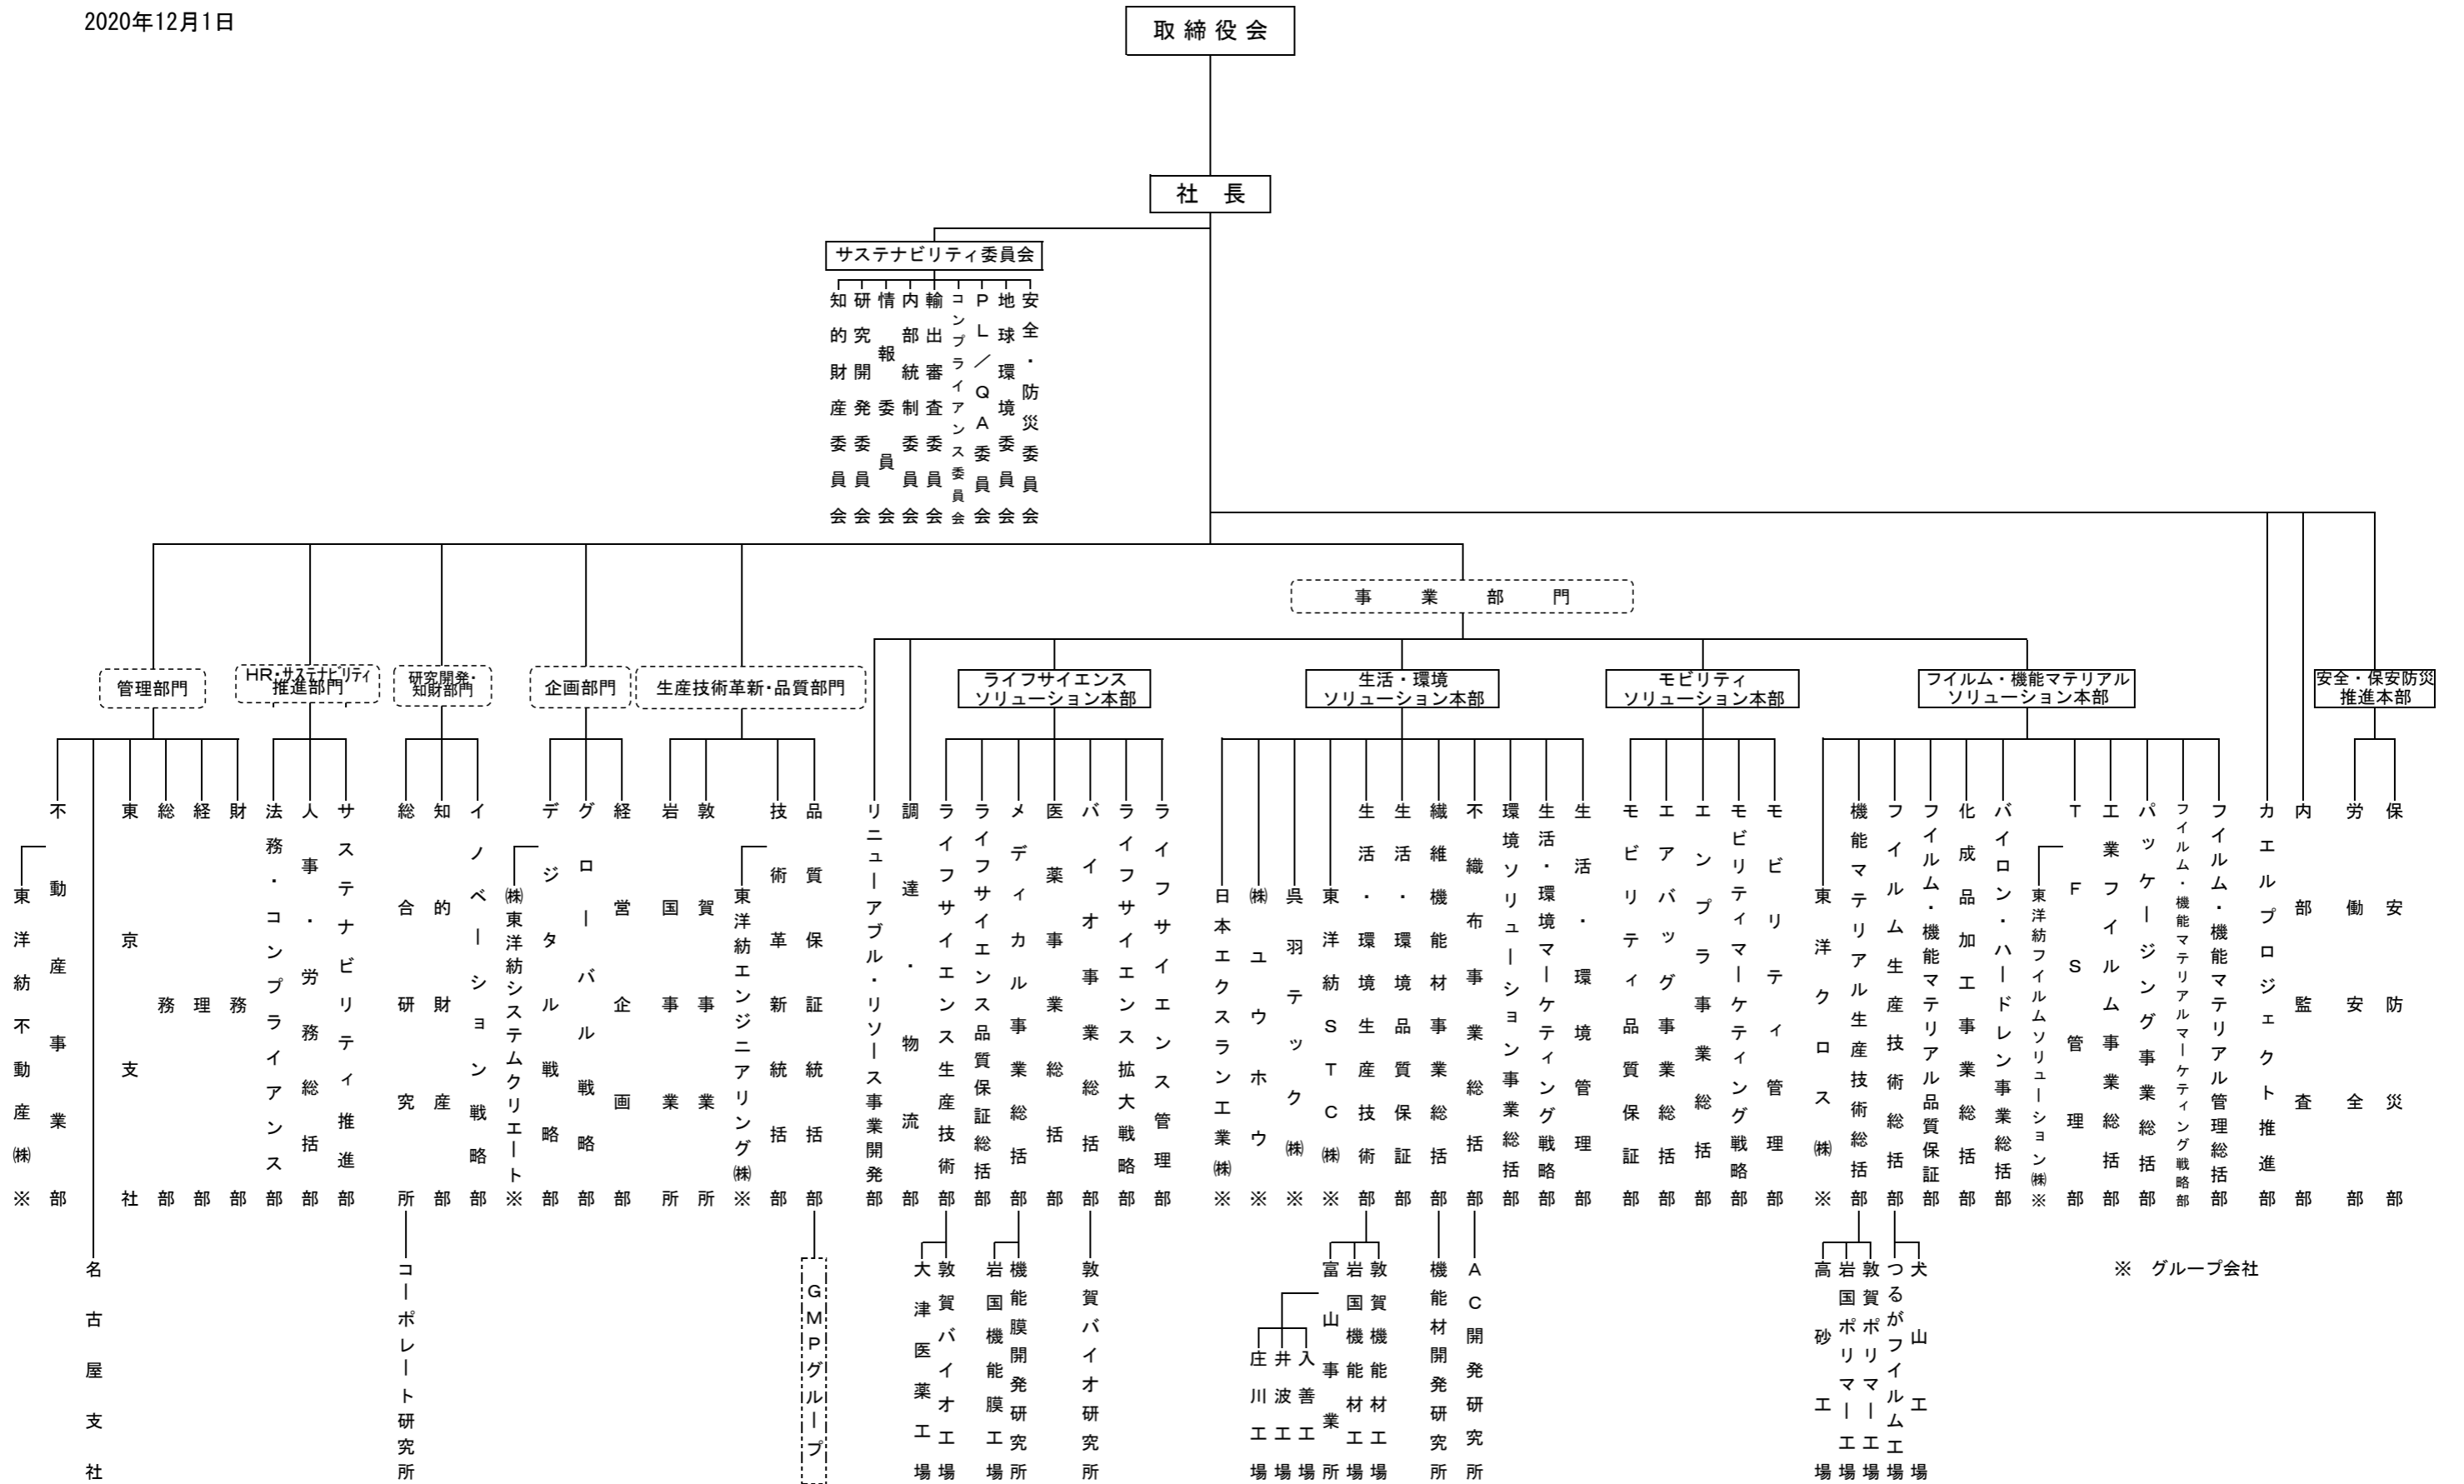 2020年12月1日
取締役会
社　長
サステナビリティ委員会
知的財産委員会
研究開発委員会
情報委員会
内部統制委員会
輸出審査委員会
コンプライアンス委員会
PL／QA委員会
地球環境委員会
安全・防災委員会
事業部門
管理部門
HR・サステナビリティ
推進部門
研究開発・
知財部門
企画部門
生産技術革新・品質部門
ライフサイエンス
ソリューション本部
生活・環境
ソリューション本部
モビリティ
ソリューション本部
フイルム・機能マテリアル
ソリューション本部
安全・保安防災
推進本部
東洋紡不動産㈱※
不動産事業部
名古屋支社
東京支社
総務部
経理部
財務部
法務・コンプライアンス部
人事・労務総括部
サステナビリティ推進部
総合研究所
知的財産部
イノベーション戦略部
㈱東洋紡システムクリエート※
デジタル戦略部
グローバル戦略部
経営企画部
岩国事業所
敦賀事業所
東洋紡エンジニアリング㈱※
技術革新統括部
品質保証統括部
リニューアブル・リソース事業開発部
調達・物流部
ライフサイエンス生産技術部
ライフサイエンス品質保証総括部
メディカル事業総括部
医薬事業総括部
バイオ事業総括部
ライフサイエンス拡大戦略部
ライフサイエンス管理部
日本エクスラン工業㈱※
㈱ユウホウ※
呉羽テック㈱※
東洋紡STC㈱※
生活・環境生産技術部
生活・環境品質保証部
繊維機能材事業総括部
不織布事業総括部
環境ソリューション事業総括部
生活・環境マーケティング戦略部
生活・環境管理部
モビリティ品質保証部
エアバッグ事業総括部
エンプラ事業総括部
モビリティマーケティング戦略部
モビリティ管理部
東洋クロス㈱※
機能マテリアル生産技術総括部
フイルム生産技術総括部
フイルム・機能マテリアル品質保証部
化成品加工事業総括部
バイロン・ハードレン事業総括部
東洋紡フイルムソリューション㈱※
TFS管理部
工業フイルム事業総括部
パッケージング事業総括部
フイルム・機能マテリアルマーケティング戦略部
フイルム・機能マテリアル管理総括部
カエルプロジェクト推進部
内部監査部
労働安全部
保安防災部
コーポレート研究所
GMPグループ
大津医薬工場
敦賀バイオ工場
岩国機能膜工場
機能膜開発研究所
敦賀バイオ研究所
庄川工場
井波工場
入善工場
富山事業所
岩国機能材工場
敦賀機能材工場
機能材開発研究所
AC開発研究所
高砂工場
岩国ポリマー工場
敦賀ポリマー工場
つるがフイルム工場
犬山工場
※　グループ会社